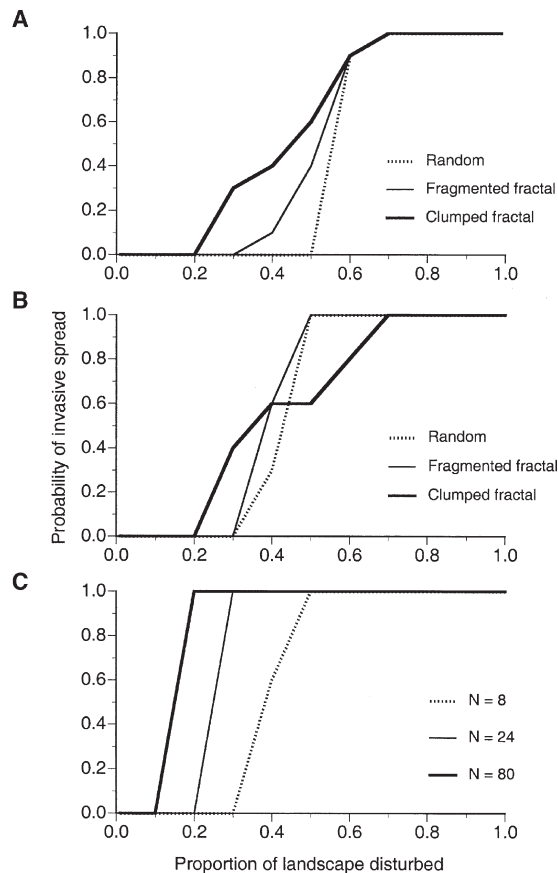 A
1.0
0.8
0.6
0.4
0.2
0.0
0.0 0.2 0.4 0.6 0.8 1.0
Random
Fragmented fractal
Clumped fractal
B
1.0
0.8
0.6
0.4
0.2
0.0
0.0 0.2 0.4 0.6 0.8 1.0
Random
Fragmented fractal
Clumped fractal
Probability of invasive spread
C
1.0
0.8
0.6
0.4
0.2
0.0
0.0 0.2 0.4 0.6 0.8 1.0
N = 8
N = 24
N = 80
Proportion of landscape disturbed